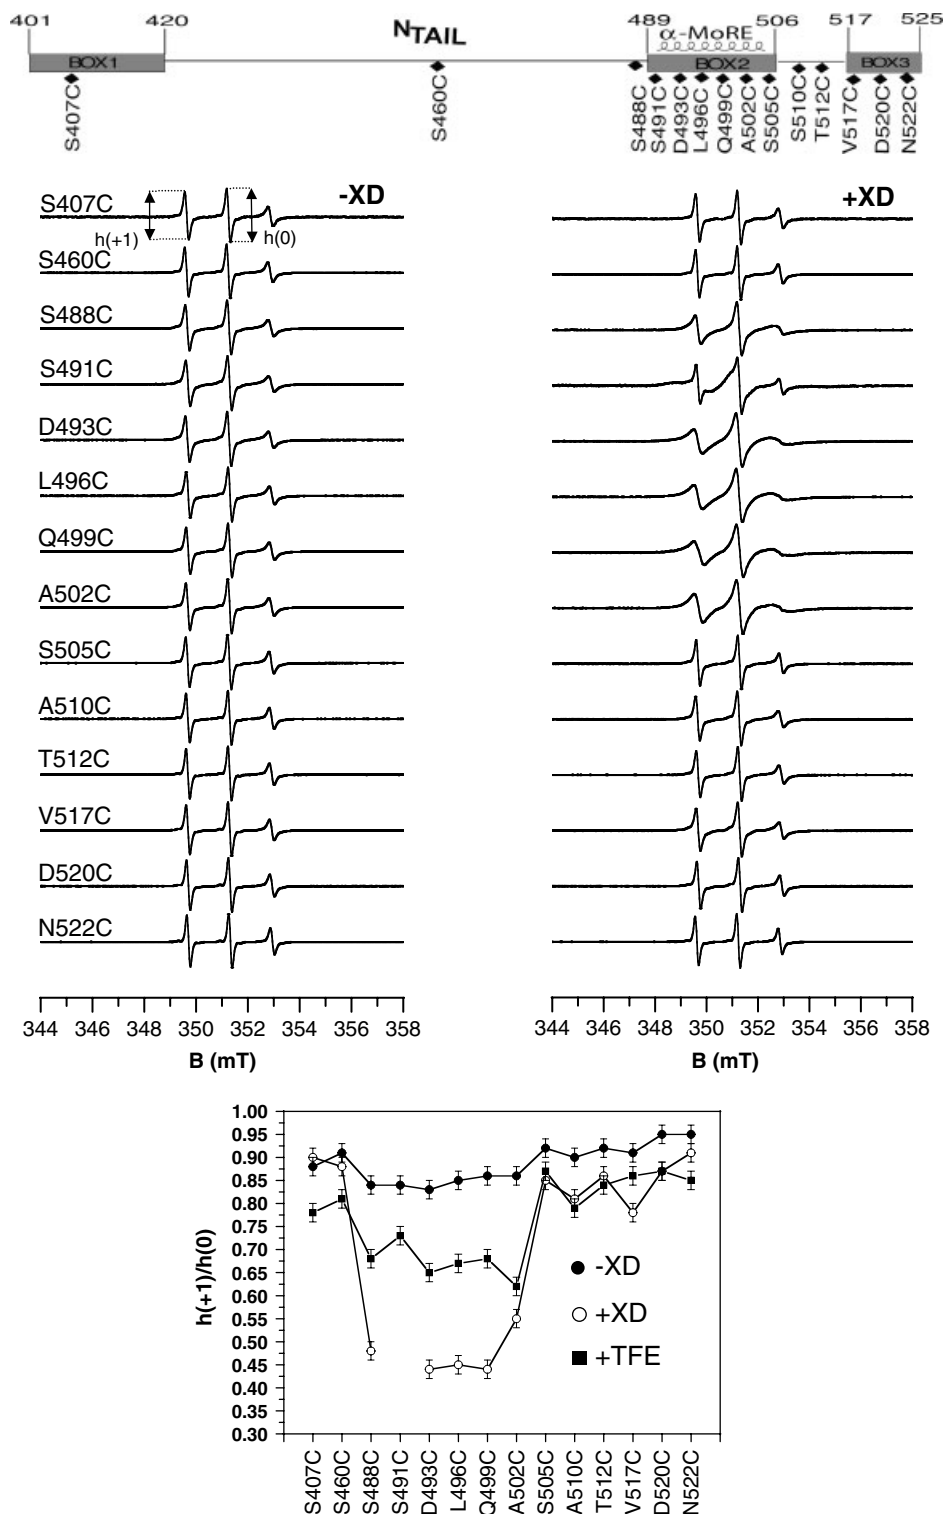 401 420 489 506 517 525
NTAIL
α-MoRE
BOX1 BOX2 BOX3
S407C S460C S488C S491C D493C L496C Q499C A502C S505C S510C T512C V517C D520C N522C
-XD +XD
h(+1) h(0)
S407C
S460C
S488C
S491C
D493C
L496C
Q499C
A502C
S505C
A510C
T512C
V517C
D520C
N522C
344 346 348 350 352 354 356 358 344 346 348 350 352 354 356 358
B (mT) B (mT)
1.00
0.95
0.90
0.85
0.80
0.75
0.70
0.65
0.60
0.55
0.50
0.45
0.40
0.35
0.30
h(+1)/h(0)
-XD
+XD
+TFE
S407C S460C S488C S491C D493C L496C Q499C A502C S505C A510C T512C V517C D520C N522C